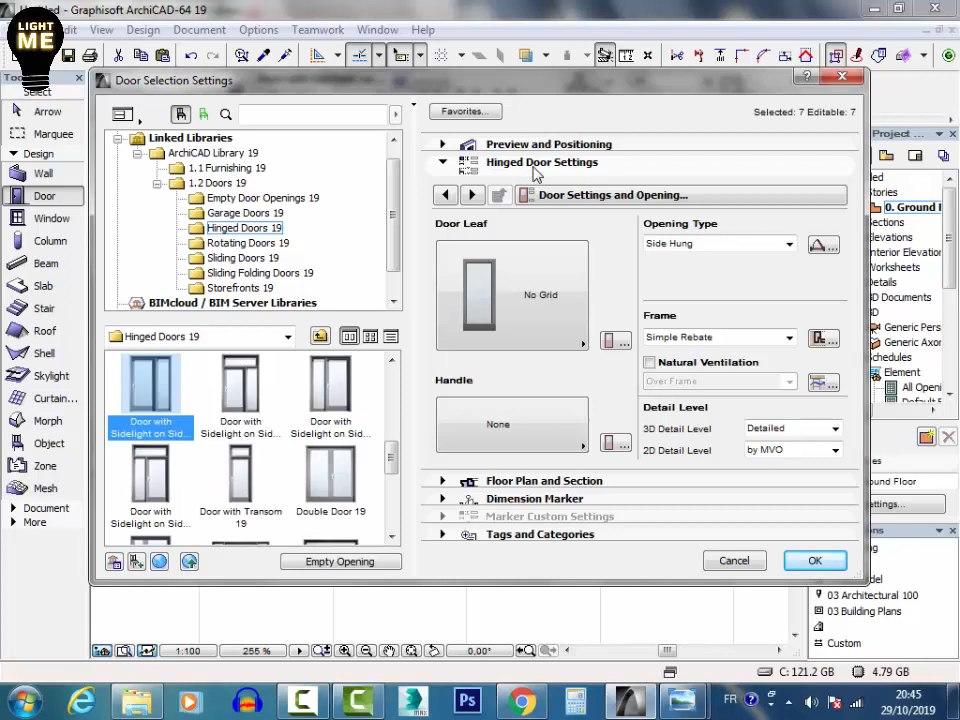 Untitled - Graphisoft ArchiCAD-64 19
LIGHT
ME
Edit View Design Document Options Teamwork Window Help
Door Selection Settings
Select
Arrow
Marquee
Design
Wall
Door
Window
Column
Beam
Slab
Stair
Roof
Shell
Skylight
Curtain...
Morph
Object
Zone
Mesh
Document
More
Linked Libraries
ArchiCAD Library 19
1.1 Furnishing 19
1.2 Doors 19
Empty Door Openings 19
Garage Doors 19
Hinged Doors 19
Rotating Doors 19
Sliding Doors 19
Sliding Folding Doors 19
Storefronts 19
BIMcloud / BIM Server Libraries
Hinged Doors 19
Door with Sidelight on Sid...
Door with Sidelight on Sid...
Door with Sidelight on Sid...
Door with Sidelight on Sid...
Door with Transom 19
Double Door 19
Empty Opening
Favorites...
Selected: 7 Editable: 7
Preview and Positioning
Hinged Door Settings
Door Settings and Opening...
Door Leaf
No Grid
Handle
None
Opening Type
Side Hung
Frame
Simple Rebate
Natural Ventilation
Over Frame
Detail Level
3D Detail Level Detailed
2D Detail Level by MVO
Floor Plan and Section
Dimension Marker
Marker Custom Settings
Tags and Categories
Cancel
OK
Project ...
Stories
0. Ground
Sections
Elevations
Interior Elevatio
Worksheets
3D Documents
Generic Pers
Generic Axon
Schedules
Element
All Openi
03 Architectural 100
03 Building Plans
Custom
1:100
255 %
0.00°
C: 121.2 GB
4.79 GB
FR
20:45
29/10/2019